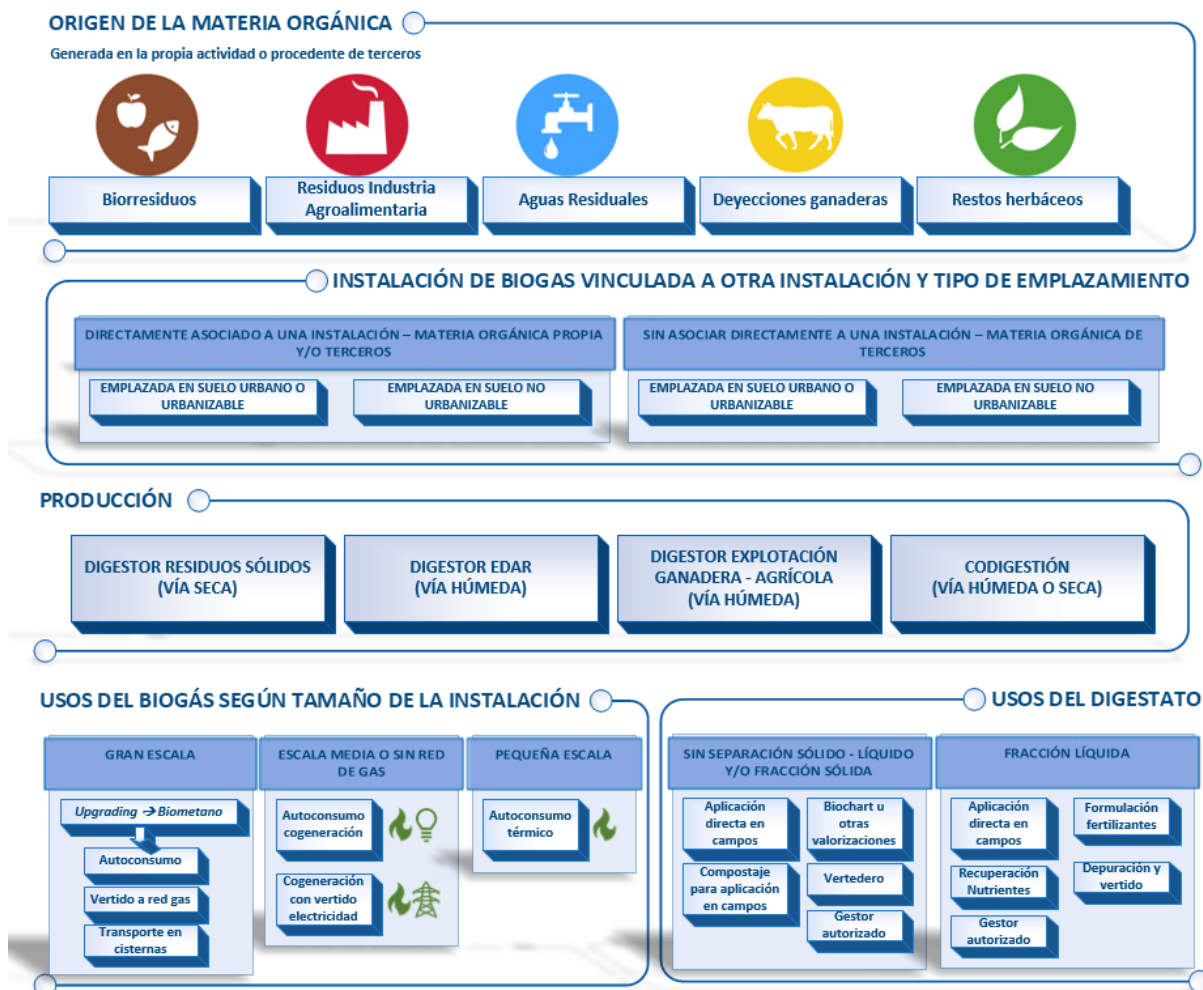 ORIGEN DE LA MATERIA ORGÁNICA
Generada en la propia actividad o procedente de terceros
Biorresiduos
Residuos Industria
Agroalimentaria
Aguas Residuales
Deyecciones ganaderas
Restos herbáceos
INSTALACIÓN DE BIOGAS VINCULADA A OTRA INSTALACIÓN Y TIPO DE EMPLAZAMIENTO
DIRECTAMENTE ASOCIADO A UNA INSTALACIÓN – MATERIA ORGÁNICA PROPIA
Y/O TERCEROS
EMPLAZADA EN SUELO URBANO O
URBANIZABLE
EMPLAZADA EN SUELO NO
URBANIZABLE
SIN ASOCIAR DIRECTAMENTE A UNA INSTALACIÓN – MATERIA ORGÁNICA DE
TERCEROS
EMPLAZADA EN SUELO URBANO O
URBANIZABLE
EMPLAZADA EN SUELO NO
URBANIZABLE
PRODUCCIÓN
DIGESTOR RESIDUOS SÓLIDOS
(VÍA SECA)
DIGESTOR EDAR
(VÍA HÚMEDA)
DIGESTOR EXPLOTACIÓN
GANADERA - AGRÍCOLA
(VÍA HÚMEDA)
CODIGESTIÓN
(VÍA HÚMEDA O SECA)
USOS DEL BIOGÁS SEGÚN TAMAÑO DE LA INSTALACIÓN
GRAN ESCALA
Upgrading → Biometano
Autoconsumo
Vertido a red gas
Transporte en
cisternas
ESCALA MEDIA O SIN RED
DE GAS
Autoconsumo
cogeneración
Cogeneración
con vertido
electricidad
PEQUEÑA ESCALA
Autoconsumo
térmico
USOS DEL DIGESTATO
SIN SEPARACIÓN SÓLIDO - LÍQUIDO
Y/O FRACCIÓN SÓLIDA
Aplicación
directa en
campos
Compostaje
para aplicación
en campos
Biochart u
otras
valorizaciones
Vertedero
Gestor
autorizado
FRACCIÓN LÍQUIDA
Aplicación
directa en
campos
Recuperación
Nutrientes
Gestor
autorizado
Formulación
fertilizantes
Depuración y
vertido